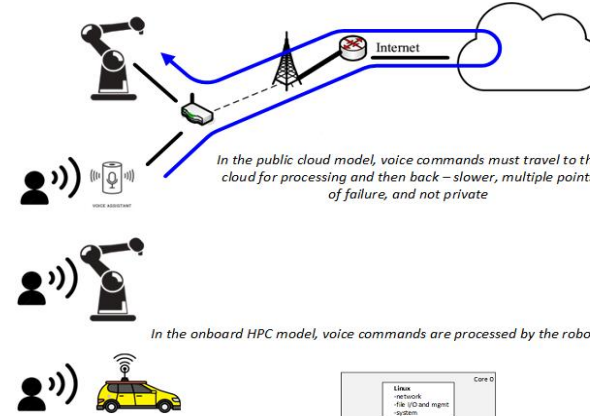 Internet
In the public cloud model, voice commands must travel to th
cloud for processing and then back – slower, multiple points
of failure, and not private
VOICE ASSISTANT
In the onboard HPC model, voice commands are processed by the robo
Core 0
Linux
-network
-file I/O and mgmt
-system